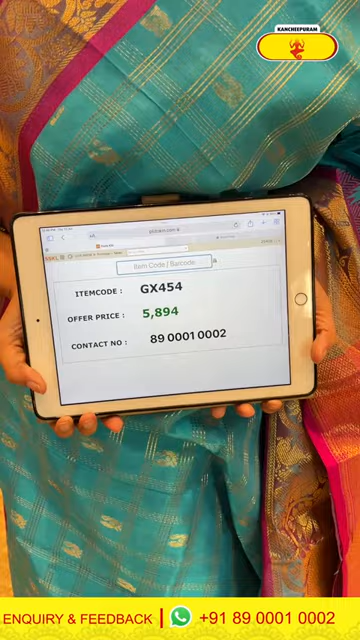 KANCHEEPURAM
Item Code / Barcode
ITEMCODE : GX454
OFFER PRICE : 5,894
CONTACT NO : 89 0001 0002
ENQUIRY & FEEDBACK | +91 89 0001 0002